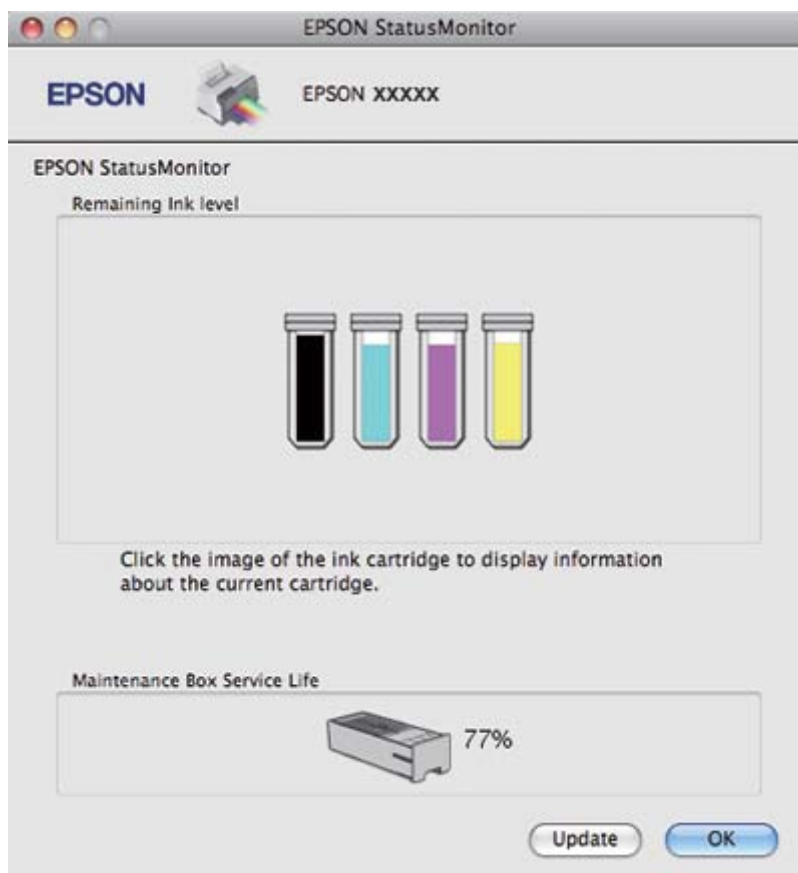 EPSON StatusMonitor
EPSON
EPSON XXXXX
EPSON StatusMonitor
Remaining Ink level
Click the image of the ink cartridge to display information
about the current cartridge.
Maintenance Box Service Life
77%
Update
OK